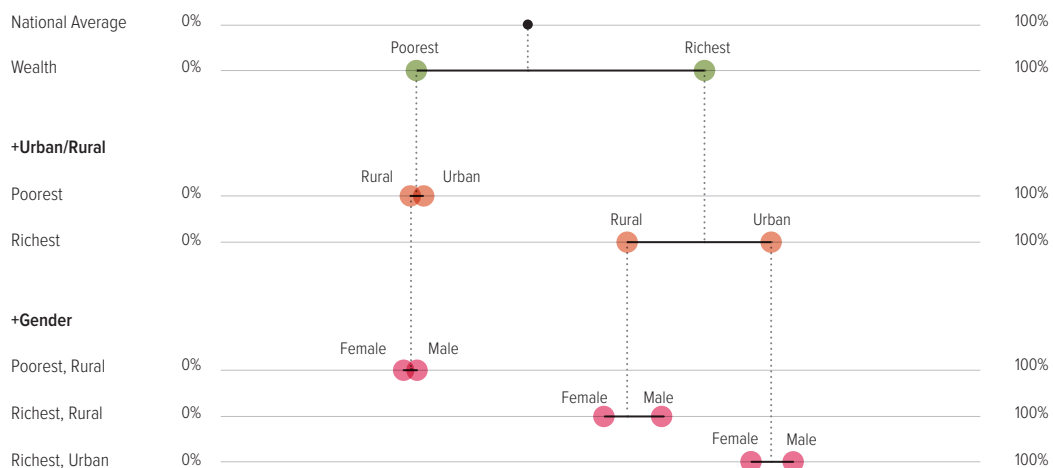 National Average 0% 100%
Poorest Richest
Wealth 0% 100%
+Urban/Rural
Rural Urban
Poorest 0% 100%
Rural Urban
Richest 0% 100%
+Gender
Female Male
Poorest, Rural 0% 100%
Female Male
Richest, Rural 0% 100%
Female Male
Richest, Urban 0% 100%